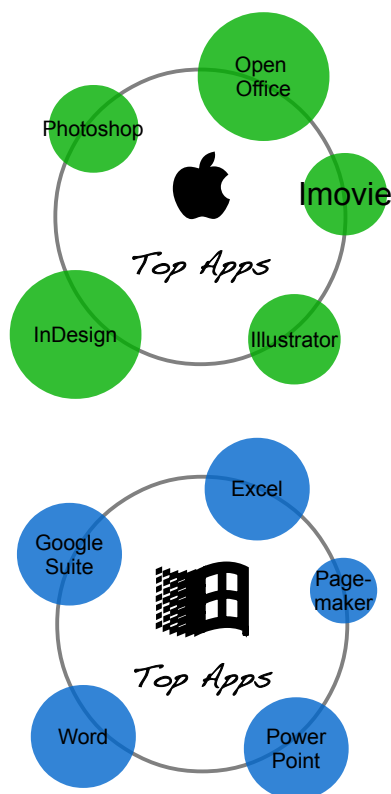 Open
Office
Photoshop
Imovie
Top Apps
InDesign
Illustrator
Excel
Google
Suite
Page-
maker
Top Apps
Word
Power
Point